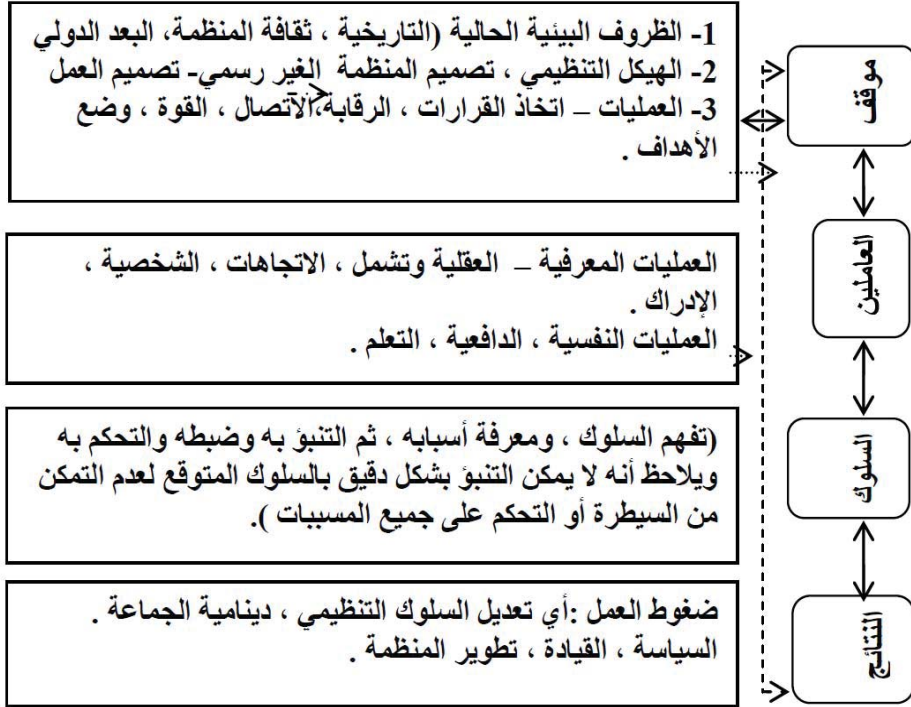 موقف
1- الظروف البيئية الحالية (التاريخية ، ثقافة المنظمة، البعد الدولي
2- الهيكل التنظيمي ، تصميم المنظمة الغير رسمي- تصميم العمل
3- العمليات – اتخاذ القرارات ، الرقابة،الاتصال ، القوة ، وضع
الأهداف .
العاملين
العمليات المعرفية – العقلية وتشمل ، الاتجاهات ، الشخصية ،
الإدراك .
العمليات النفسية ، الدافعية ، التعلم .
السلوك
(تفهم السلوك ، ومعرفة أسبابه ، ثم التنبؤ به وضبطه والتحكم به
ويلاحظ أنه لا يمكن التنبؤ بشكل دقيق بالسلوك المتوقع لعدم التمكن
من السيطرة أو التحكم على جميع المسببات ).
النتائج
ضغوط العمل :أي تعديل السلوك التنظيمي ، دينامية الجماعة .
السياسة ، القيادة ، تطوير المنظمة .